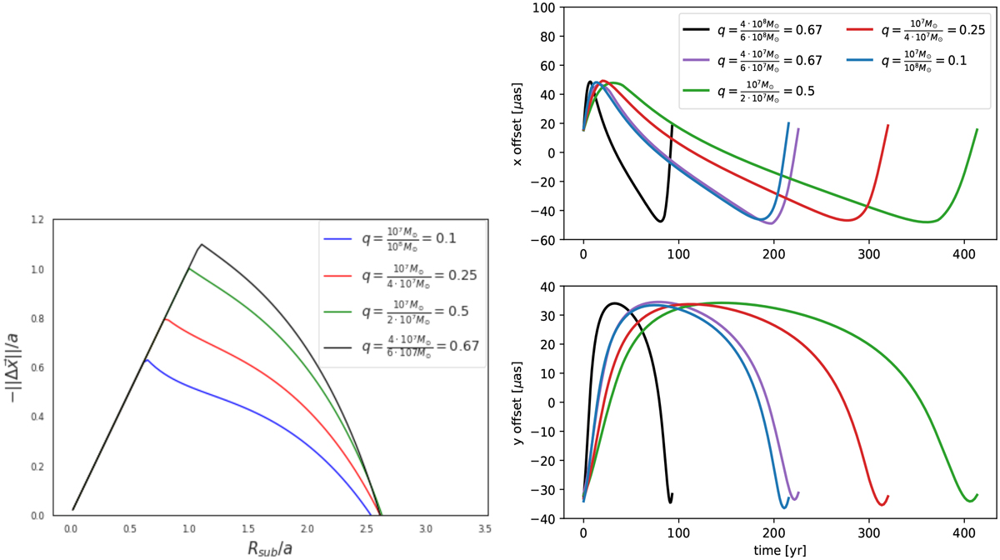 1.2
1.0
0.8
0.6
0.4
0.2
0.0
0.0 0.5 1.0 1.5 2.0 2.5 3.0 3.5
−||Δx⃗||/a
R_sub/a
q = 10⁷M☉/10⁸M☉ = 0.1
q = 10⁷M☉/4·10⁷M☉ = 0.25
q = 10⁷M☉/2·10⁷M☉ = 0.5
q = 4·10⁷M☉/6·107M☉ = 0.67
100
80
60
40
20
0
−20
−40
−60
x offset [μas]
q = 4·10⁸M☉/6·10⁸M☉ = 0.67
q = 4·10⁷M☉/6·10⁷M☉ = 0.67
q = 10⁷M☉/2·10⁷M☉ = 0.5
q = 10⁷M☉/4·10⁷M☉ = 0.25
q = 10⁷M☉/10⁸M☉ = 0.1
0 100 200 300 400
40
30
20
10
0
−10
−20
−30
−40
y offset [μas]
0 100 200 300 400
time [yr]